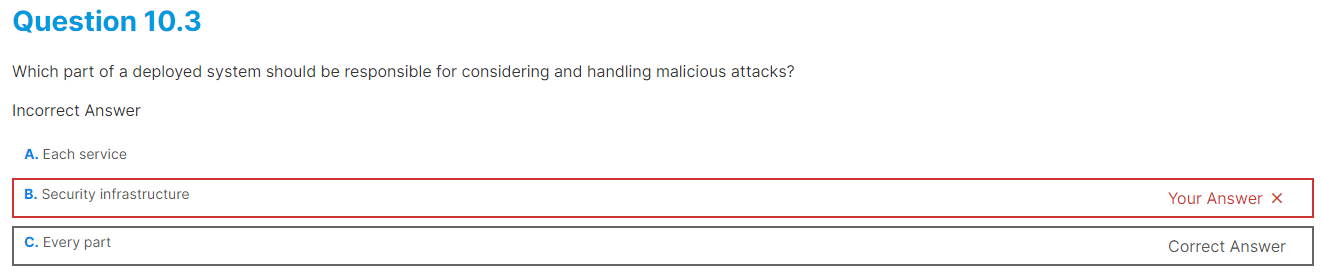 Question 10.3
Which part of a deployed system should be responsible for considering and handling malicious attacks?
Incorrect Answer
A. Each service
B. Security infrastructure Your Answer ×
C. Every part Correct Answer